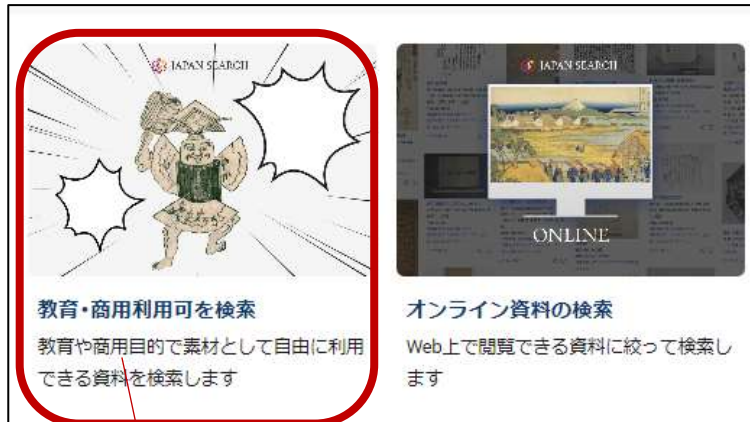 JAPAN SEARCH
教育・商用利用可を検索
教育や商用目的で素材として自由に利用
できる資料を検索します
JAPAN SEARCH
ONLINE
オンライン資料の検索
Web上で閲覧できる資料に絞って検索し
ます